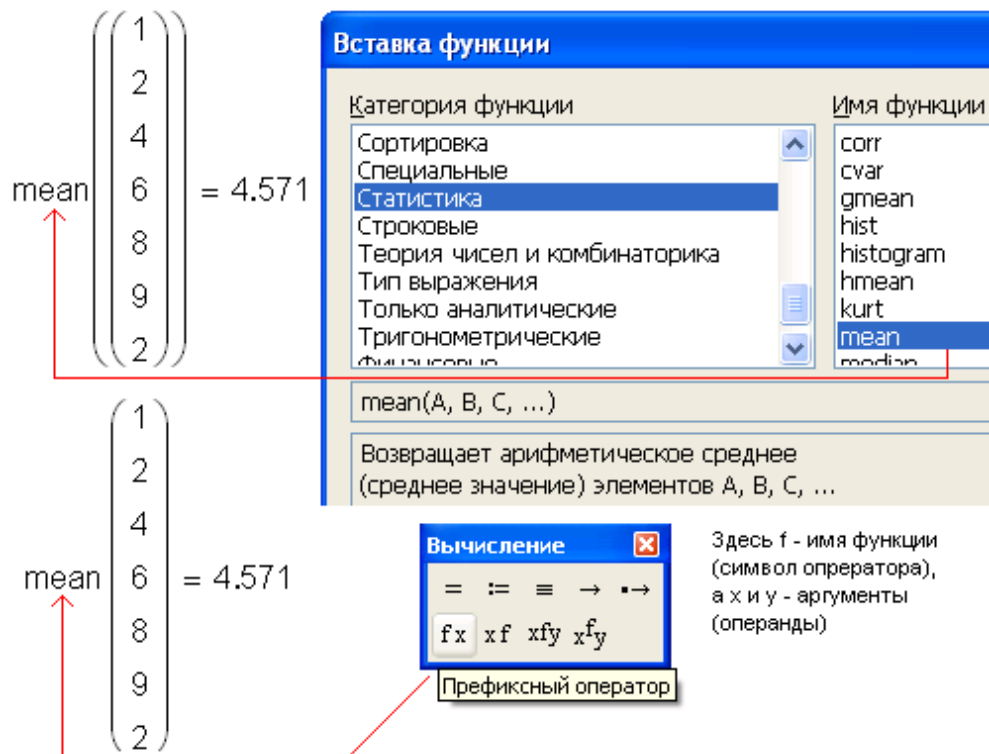 mean
1
2
4
6
8
9
2
= 4.571
Вставка функции
Категория функции
Сортировка
Специальные
Статистика
Строковые
Теория чисел и комбинаторика
Тип выражения
Только аналитические
Тригонометрические
Финансовые
Имя функции
corr
cvar
gmean
hist
histogram
hmean
kurt
mean
median
mean(A, B, C, ...)
Возвращает арифметическое среднее
(среднее значение) элементов A, B, C, ...
mean
1
2
4
6
8
9
2
= 4.571
Вычисление
= := ≡ → ▪→
fx xf xfy xfy
Префиксный оператор
Здесь f - имя функции
(символ опрератора),
а x и y - аргументы
(операнды)